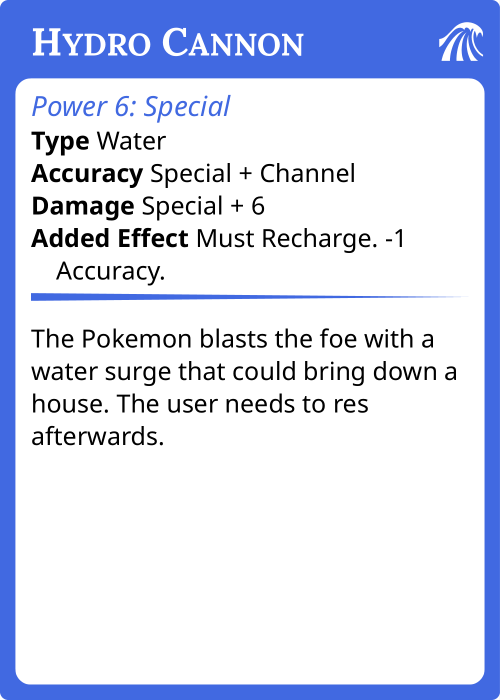 Hydro Cannon
Power 6: Special
Type Water
Accuracy Special + Channel
Damage Special + 6
Added Effect Must Recharge. -1
Accuracy.
The Pokemon blasts the foe with a
water surge that could bring down a
house. The user needs to res
afterwards.